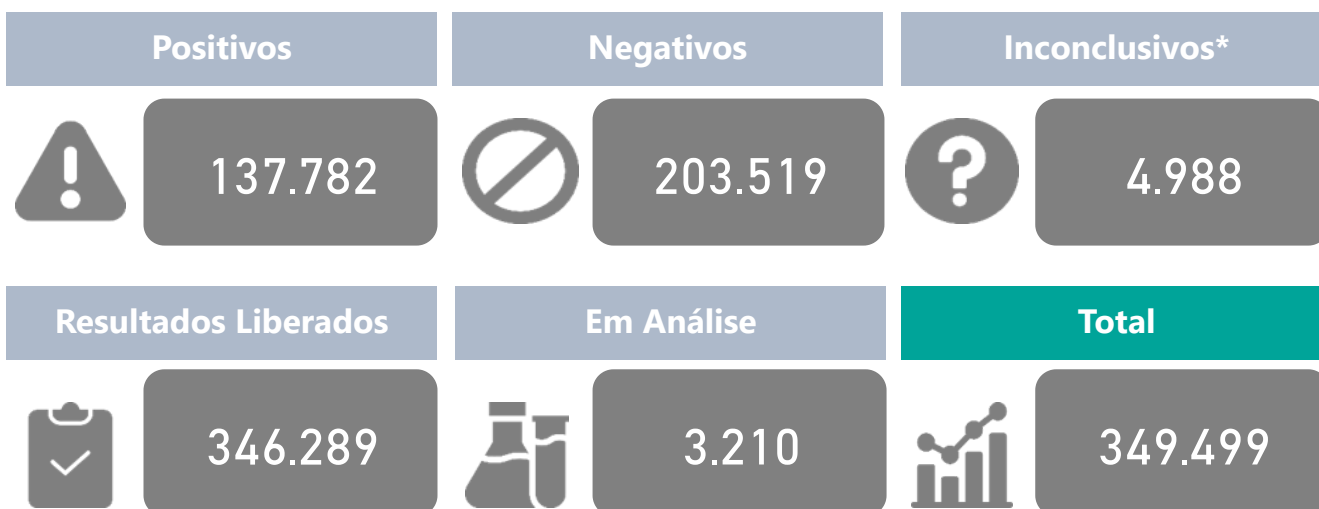 Positivos
Negativos
Inconclusivos*
137.782
203.519
4.988
Resultados Liberados
Em Análise
Total
346.289
3.210
349.499